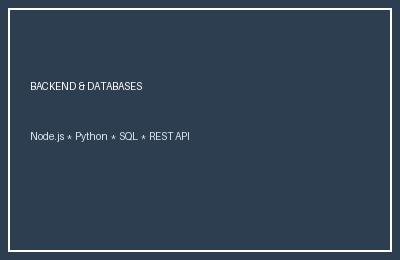 BACKEND & DATABASES
Node.js * Python * SQL * REST API